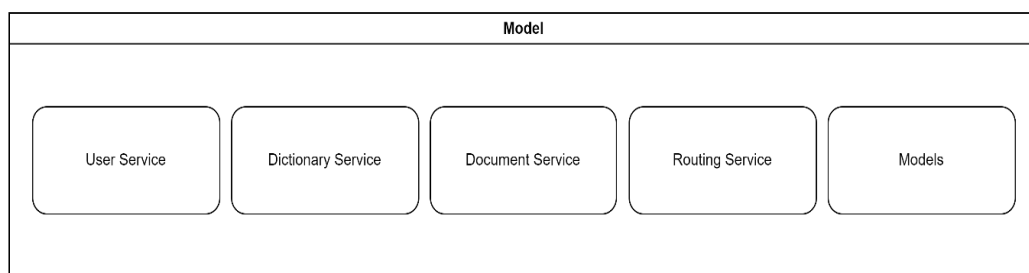 Model
User Service
Dictionary Service
Document Service
Routing Service
Models